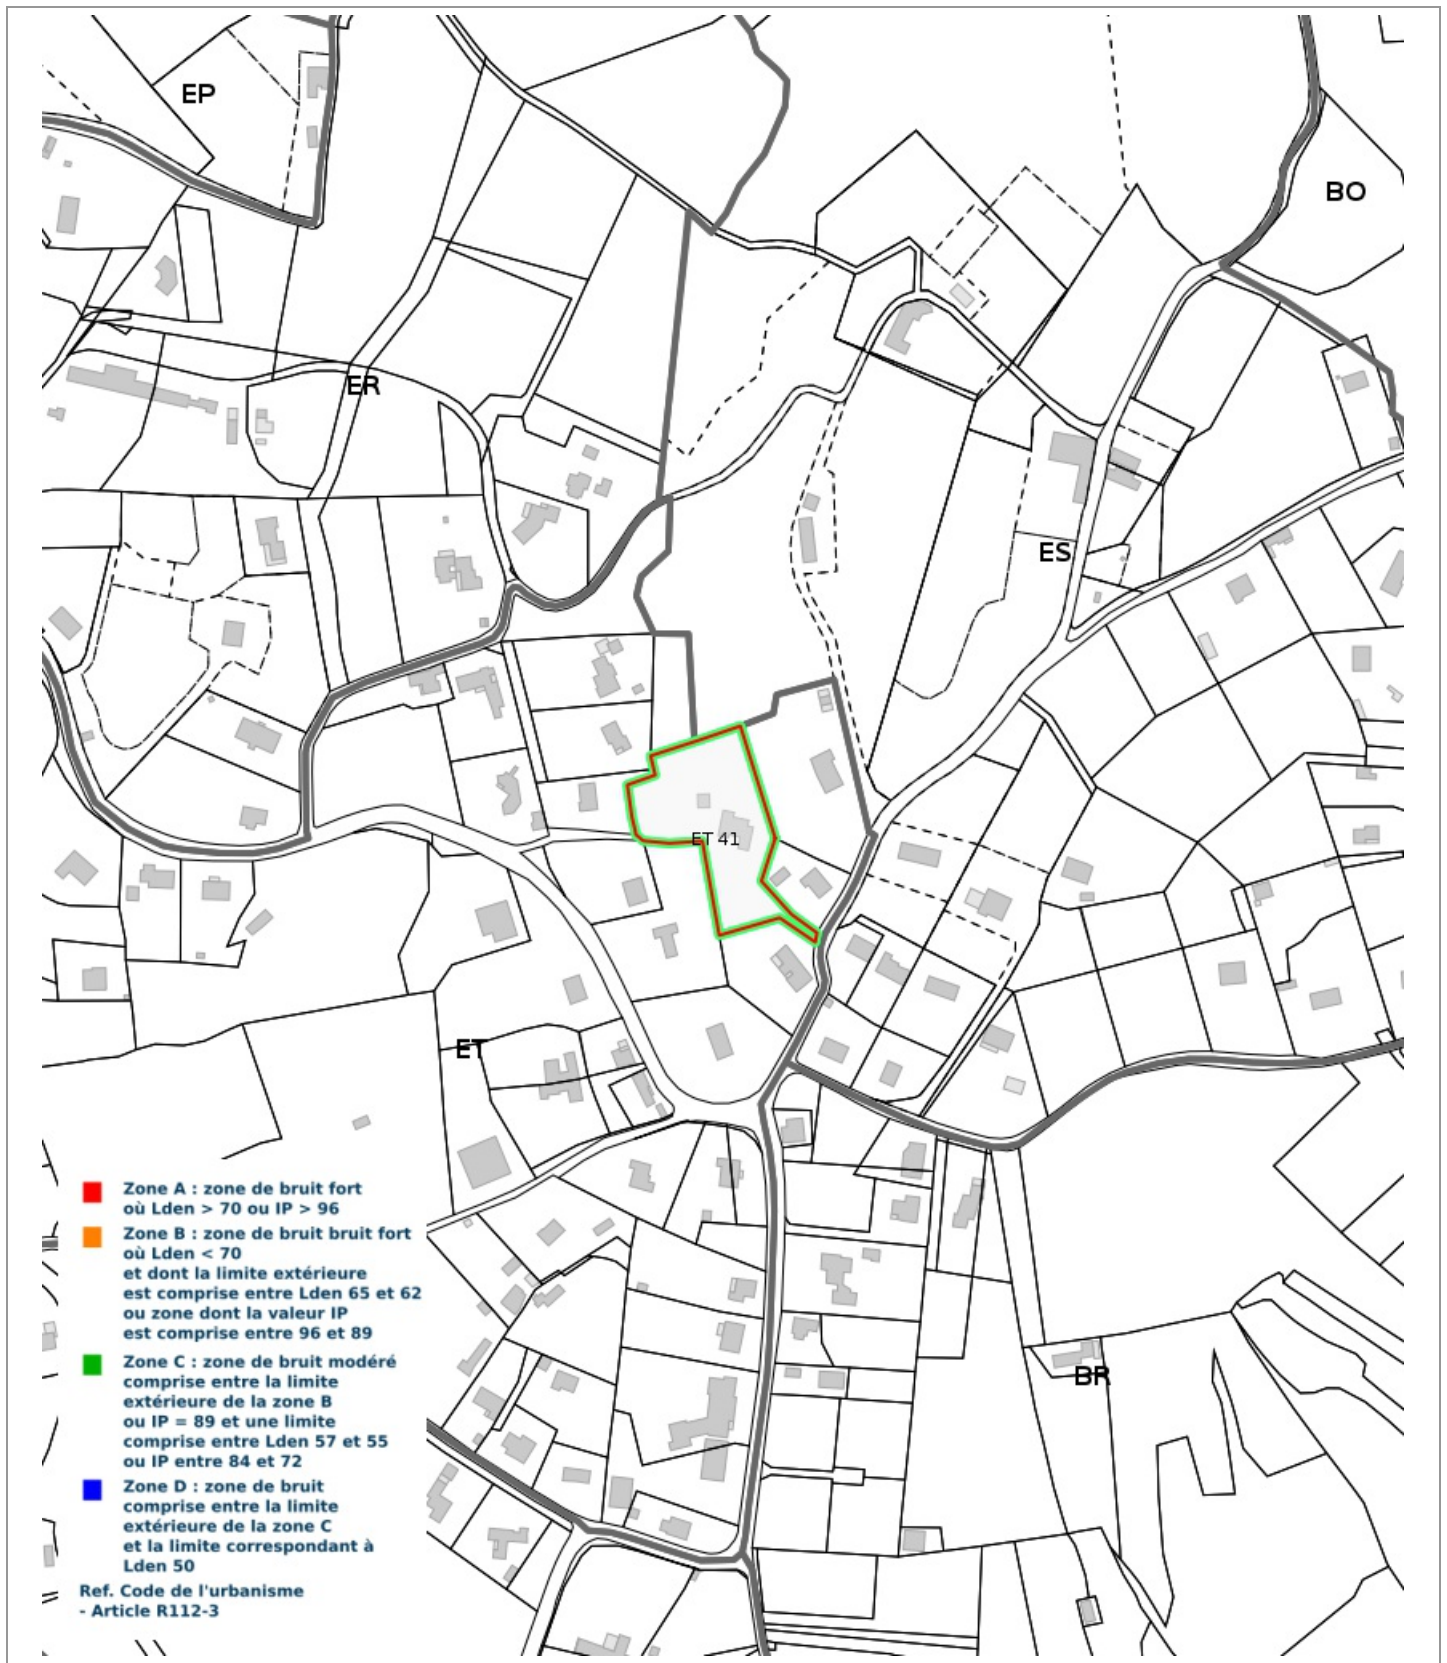 EP
BO
ER
ES
ET 41
ET
Zone A : zone de bruit fort
où Lden > 70 ou IP > 96
Zone B : zone de bruit bruit fort
où Lden < 70
et dont la limite extérieure
est comprise entre Lden 65 et 62
ou zone dont la valeur IP
est comprise entre 96 et 89
Zone C : zone de bruit modéré
comprise entre la limite
extérieure de la zone B
ou IP = 89 et une limite
comprise entre Lden 57 et 55
ou IP entre 84 et 72
BR
Zone D : zone de bruit
comprise entre la limite
extérieure de la zone C
et la limite correspondant à
Lden 50
Ref. Code de l'urbanisme
- Article R112-3